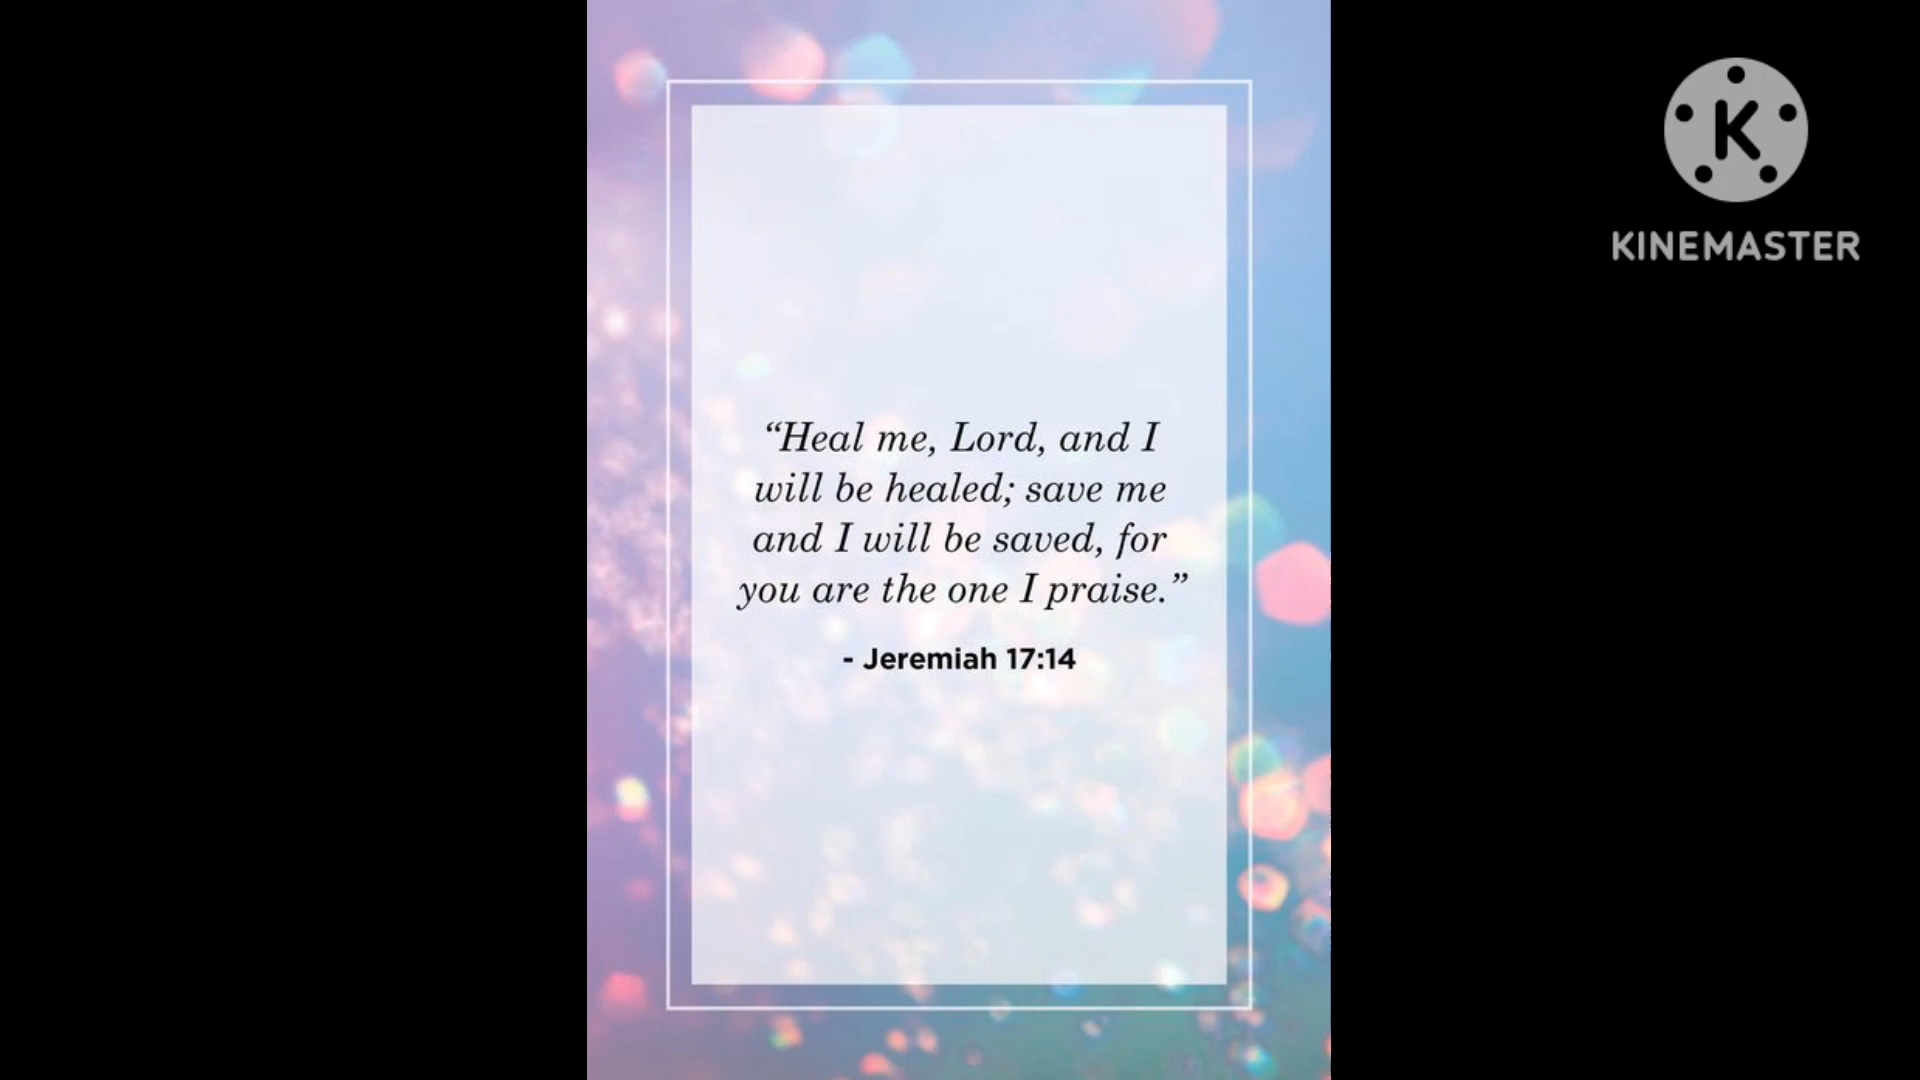 “Heal me, Lord, and I
will be healed; save me
and I will be saved, for
you are the one I praise.”
- Jeremiah 17:14
K
KINEMASTER